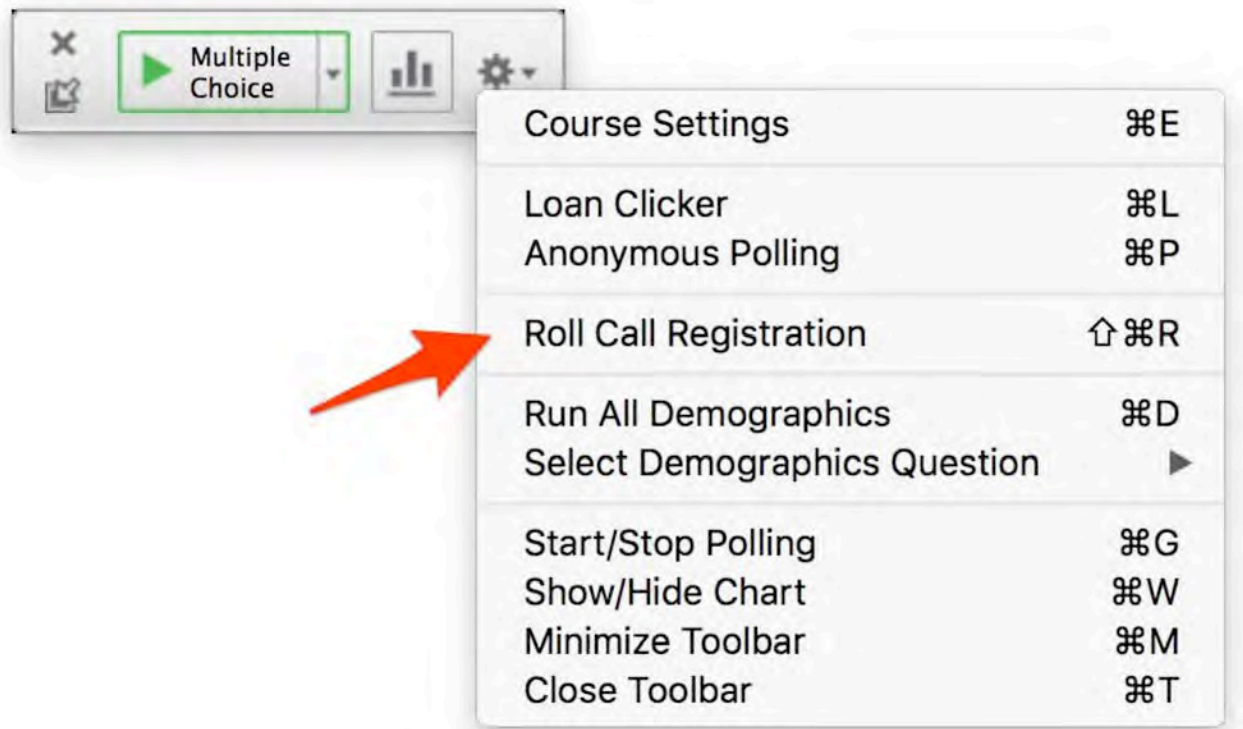 Multiple
Choice
Course Settings ⌘E
Loan Clicker ⌘L
Anonymous Polling ⌘P
Roll Call Registration ⇧⌘R
Run All Demographics ⌘D
Select Demographics Question ▶
Start/Stop Polling ⌘G
Show/Hide Chart ⌘W
Minimize Toolbar ⌘M
Close Toolbar ⌘T